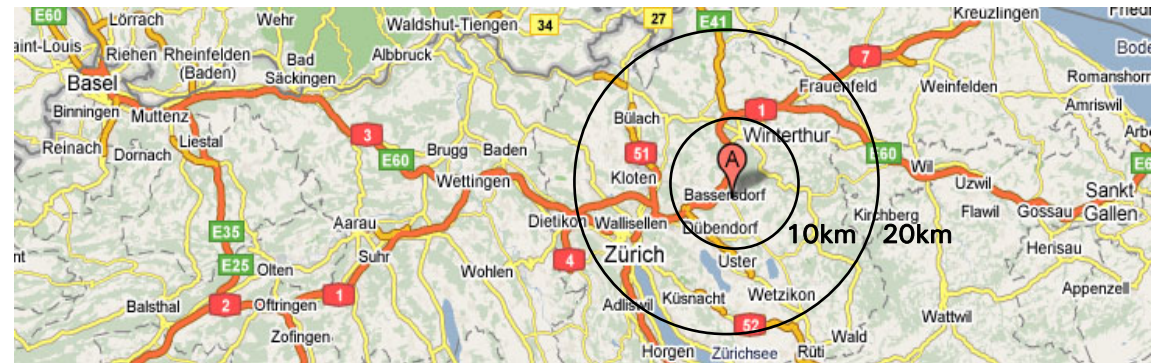 E60
Lörrach
Wehr
Waldshut-Tiengen
34
27
E41
Kreuzlingen
aint-Louis
Riehen
Rheinfelden
(Baden)
Bad
Säckingen
Albbruck
7
Basel
Frauenfeld
Weinfelden
Romanshorn
Binningen
Muttenz
Bülach
1
Amriswil
Reinach
Dornach
Liestal
3
E60
Brugg
Baden
51
Winterthur
A
E60
Wettingen
Kloten
Bassersdorf
Wil
Uzwil
Sankt
Gallen
Aarau
Dietikon
Wallisellen
Dübendorf
Kirchberg
Flawil
Gossau
E35
10km
20km
Herisau
E25
Olten
Suhr
Wohlen
4
Zürich
Uster
Appenzell
Balsthal
2
Oftringen
1
Adliswil
Küsnacht
Wetzikon
Wattwil
Zofingen
52
Wald
Horgen
Zürichsee
Rüti